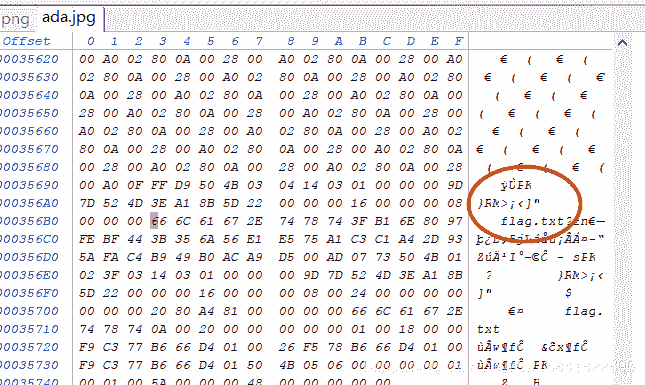 png ada.jpg
Offset 0 1 2 3 4 5 6 7 8 9 A B C D E F
00035620 00 A0 02 80 0A 00 28 00 A0 02 80 0A 00 28 00 A0 € ( € (
00035630 02 80 0A 00 28 00 A0 02 80 0A 00 28 00 A0 02 80 € ( € ( €
00035640 0A 00 28 00 A0 02 80 0A 00 28 00 A0 02 80 0A 00 ( € ( €
00035650 28 00 A0 02 80 0A 00 28 00 A0 02 80 0A 00 28 00 ( € ( € (
00035660 A0 02 80 0A 00 28 00 A0 02 80 0A 00 28 00 A0 02 € ( € (
00035670 80 0A 00 28 00 A0 02 80 0A 00 28 00 A0 02 80 0A € ( € ( €
00035680 00 28 00 A0 02 80 0A 00 28 00 A0 02 80 0A 00 28 ( € ( € (
00035690 00 A0 0F FF D9 50 4B 03 04 14 03 01 00 00 00 9D ÿÙPK
000356A0 7D 52 4D 3E A1 8B 5D 22 00 00 00 16 00 00 00 08 }RM>¡‹]"
000356B0 00 00 00 66 6C 61 67 2E 74 78 74 3F B1 6E 80 97 flag.txt?±n€—
000356C0 FE BF 44 3B 35 6A 56 E1 E5 75 A1 C3 C1 A4 2D 93
000356D0 5A FA C4 B9 49 B0 AC A9 D5 00 AD 07 73 50 4B 01
000356E0 02 3F 03 14 03 01 00 00 00 9D 7D 52 4D 3E A1 8B ? }RM>¡‹
000356F0 5D 22 00 00 00 16 00 00 00 08 00 24 00 00 00 00 ]" $
00035700 00 00 00 20 80 A4 81 00 00 00 00 66 6C 61 67 2E €¤ flag.
00035710 74 78 74 0A 00 20 00 00 00 00 00 01 00 18 00 00 txt
00035720 F9 C3 77 B6 66 D4 01 00 26 F5 78 B6 66 D4 01 00 ùÃw¶fÔ &õx¶fÔ
00035730 F9 C3 77 B6 66 D4 01 50 4B 05 06 00 00 00 00 01 ùÃw¶fÔ PK
00035740 00 01 00 5A 00 00 00 48 00 00 00 00 00 Z H